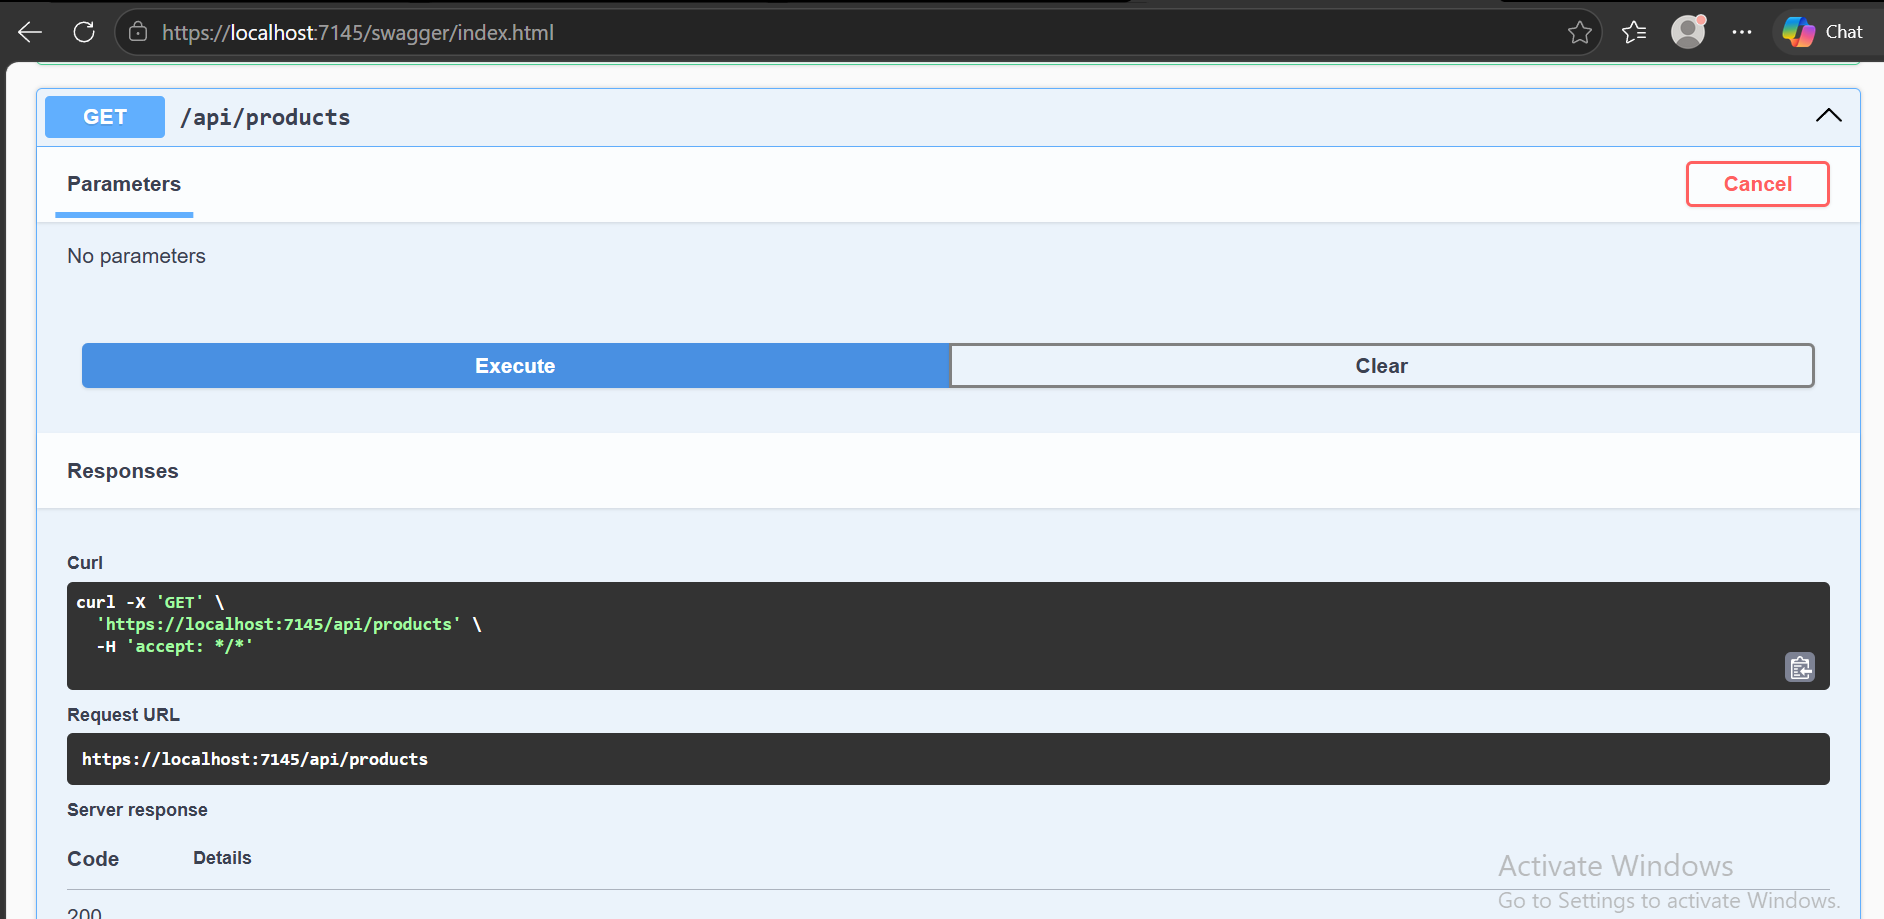 https://localhost:7145/swagger/index.html
Chat
GET /api/products
Parameters
Cancel
No parameters
Execute
Clear
Responses
Curl
curl -X 'GET' \
'https://localhost:7145/api/products' \
-H 'accept: */*'
Request URL
https://localhost:7145/api/products
Server response
Code Details
200
Activate Windows
Go to Settings to activate Windows.